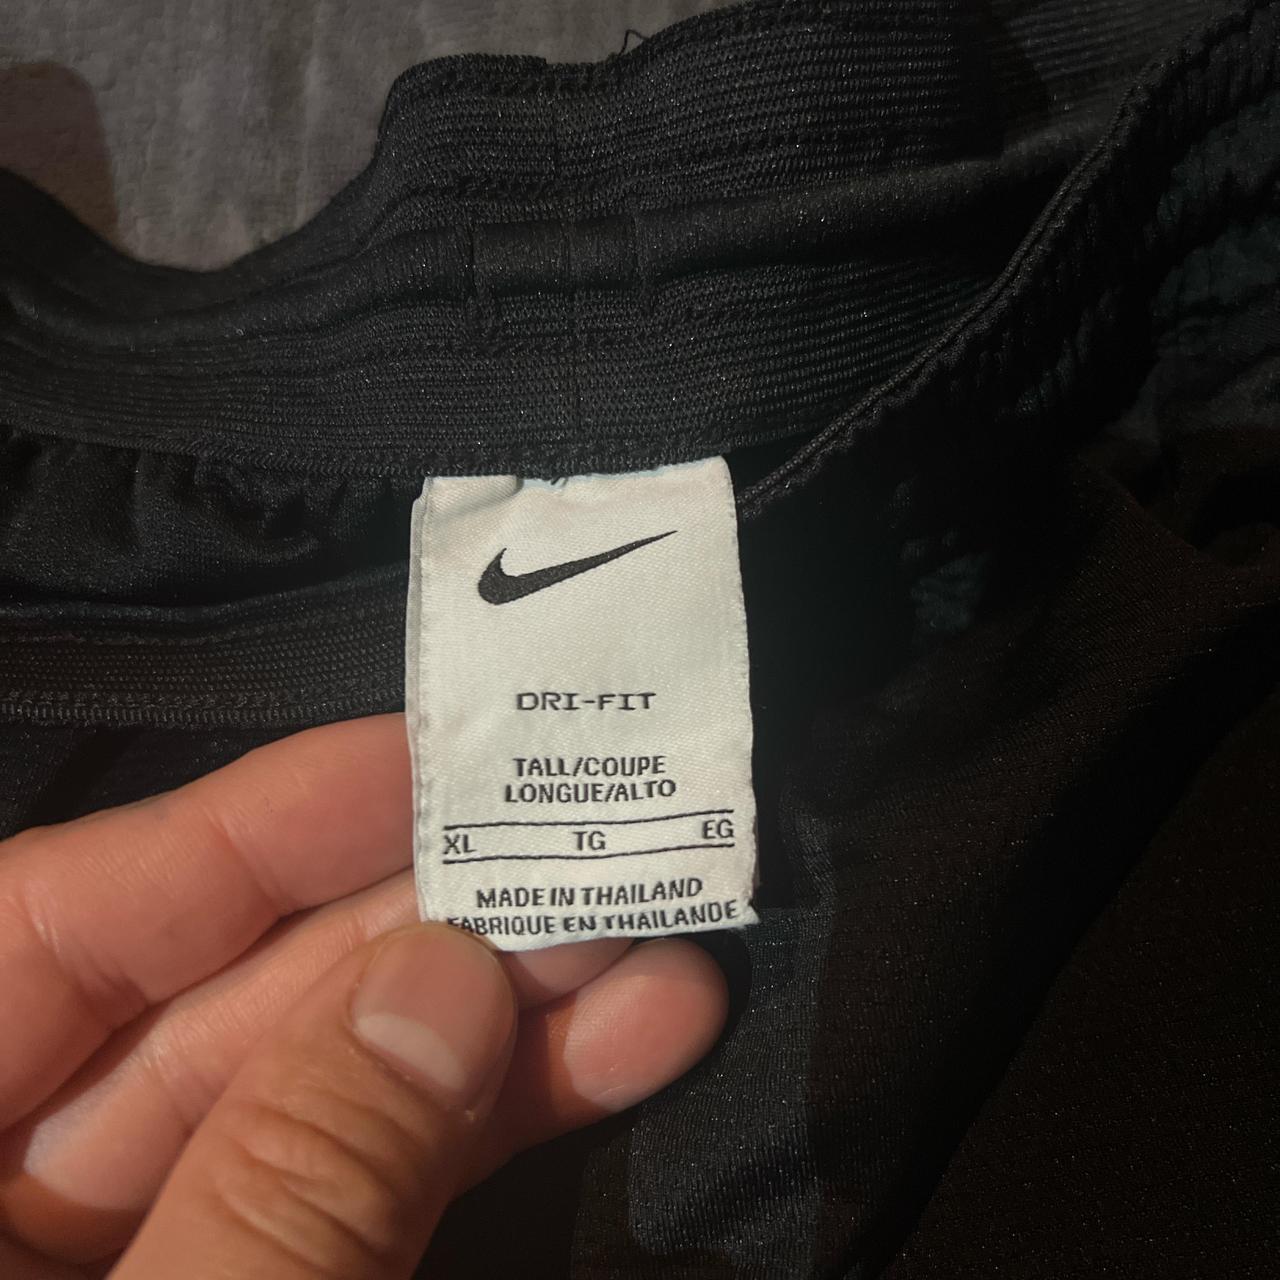 DRI-FIT
TALL/COUPE
LONGUE/ALTO
XL TG EG
MADE IN THAILAND
FABRIQUE EN THAILANDE